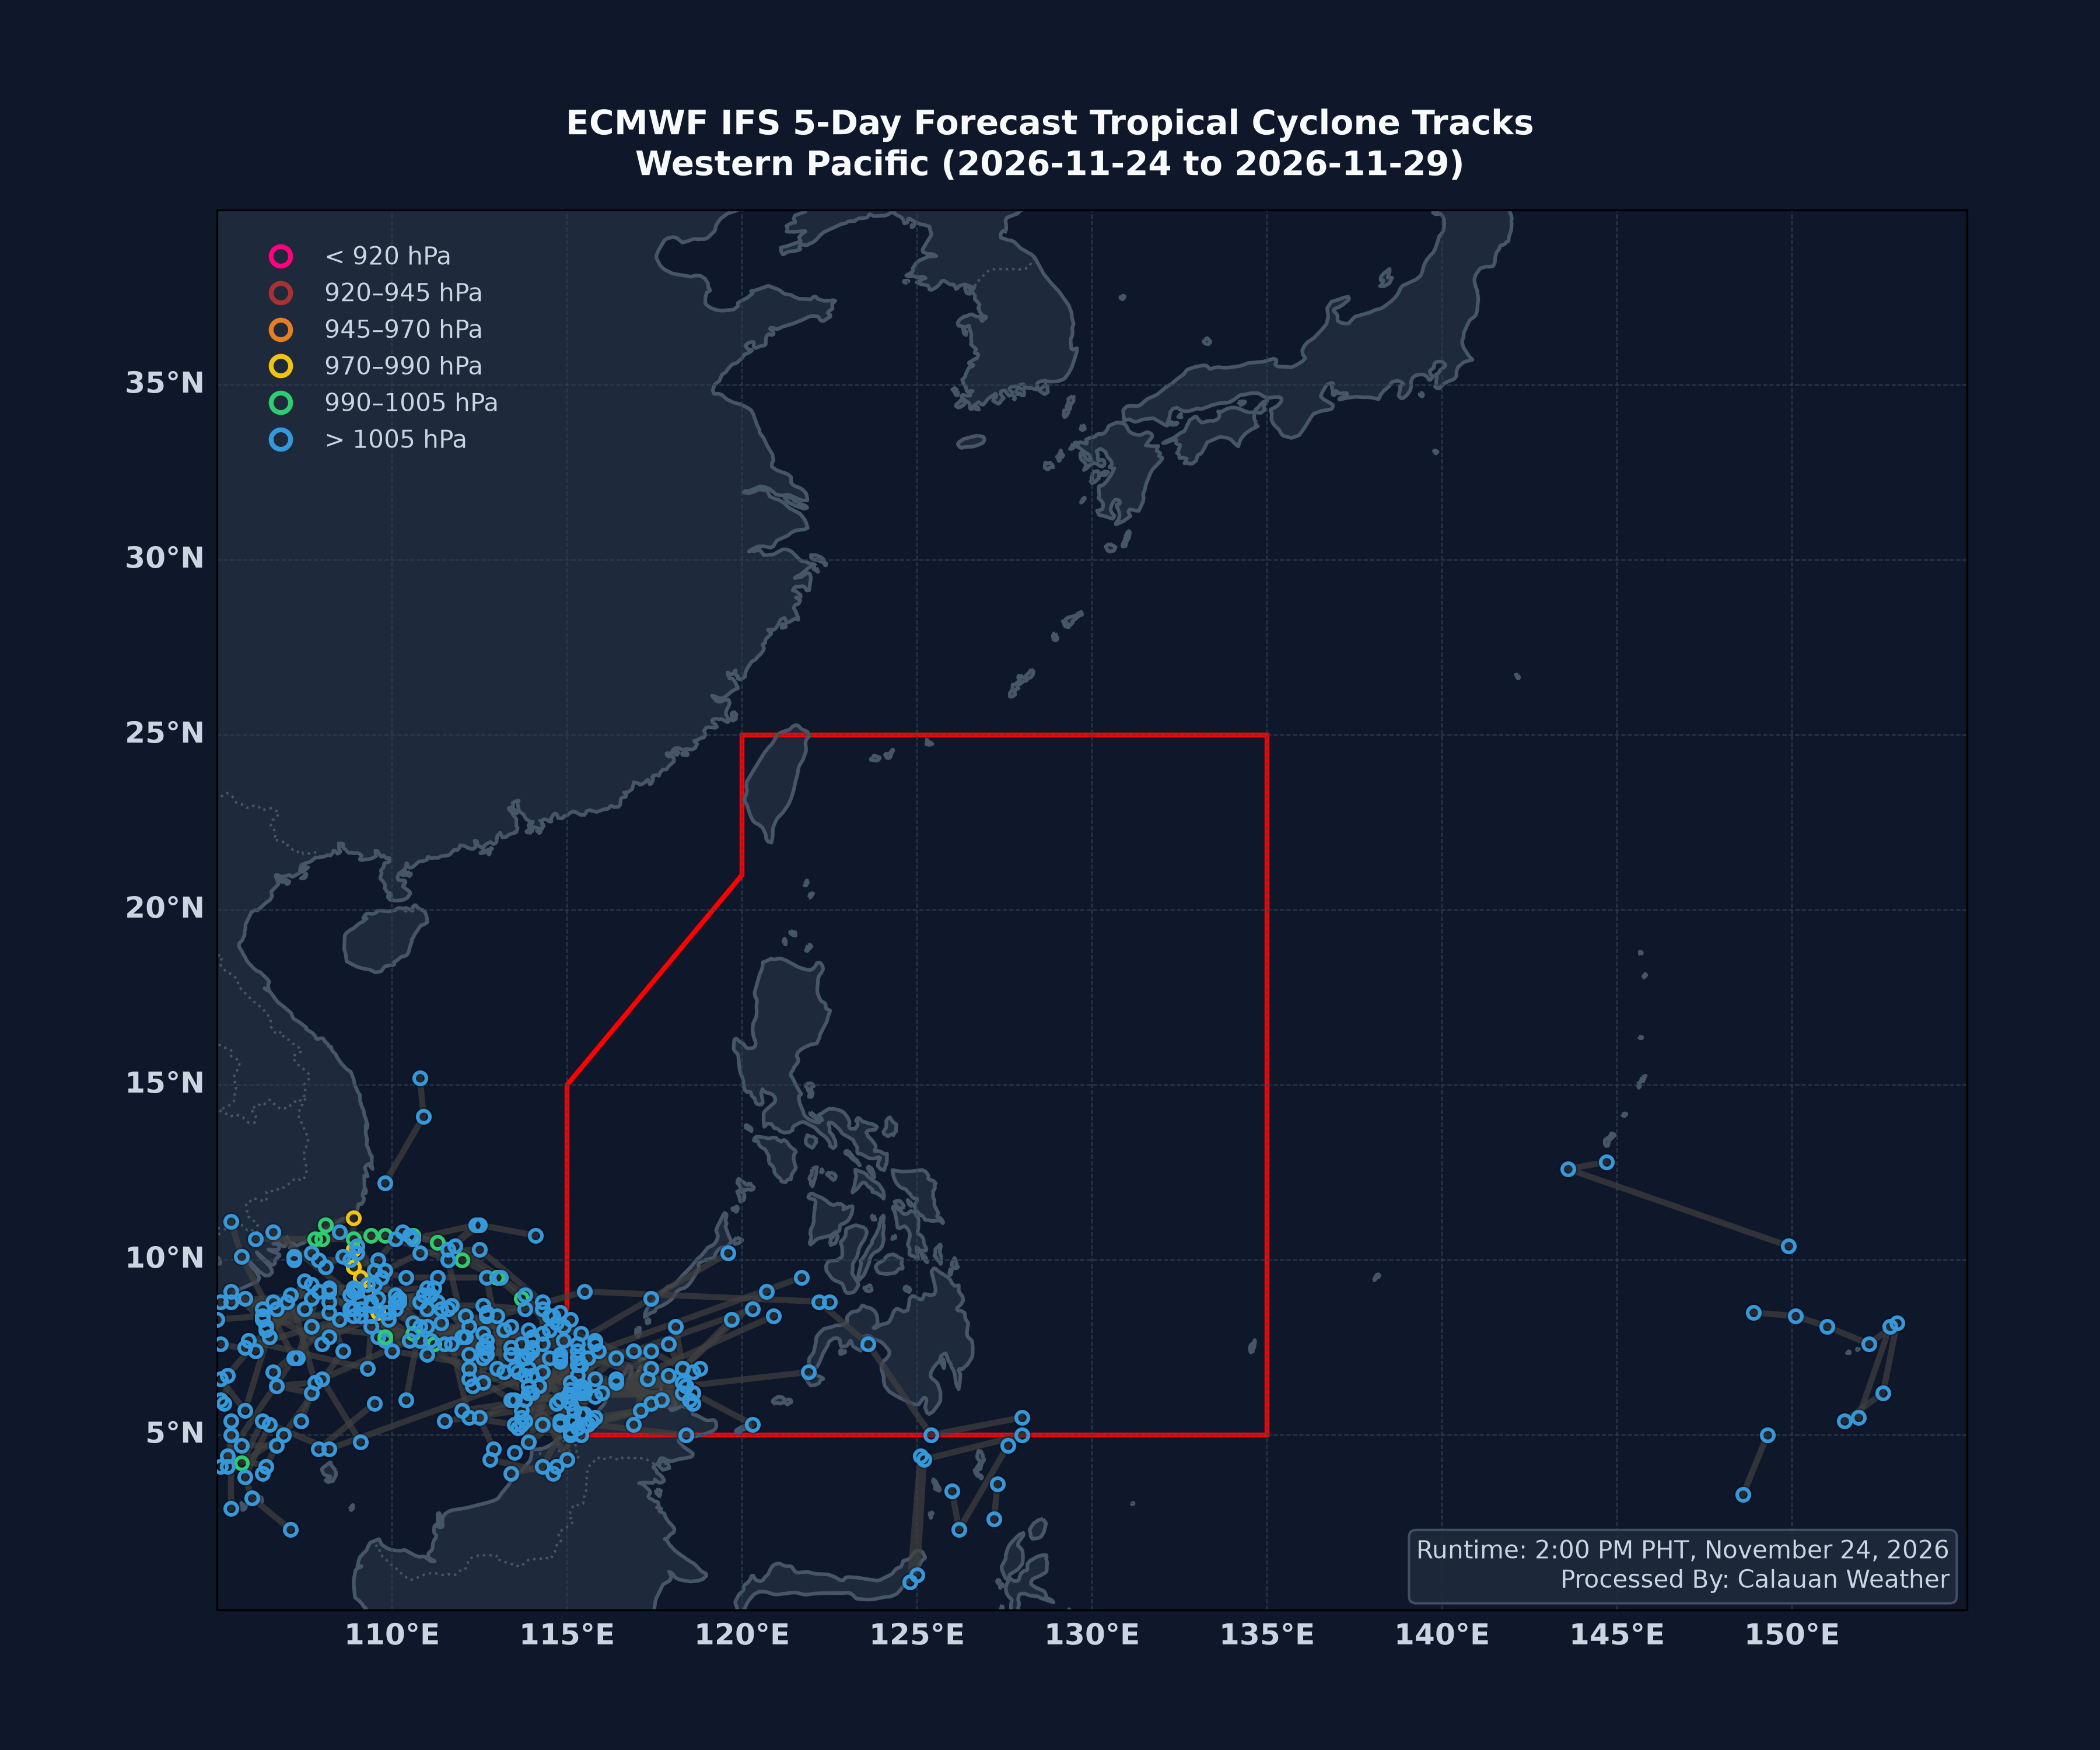 ECMWF IFS 5-Day Forecast Tropical Cyclone Tracks
Western Pacific (2026-11-24 to 2026-11-29)
< 920 hPa
920–945 hPa
945–970 hPa
970–990 hPa
990–1005 hPa
> 1005 hPa
35°N
30°N
25°N
20°N
15°N
10°N
5°N
Runtime: 2:00 PM PHT, November 24, 2026
Processed By: Calauan Weather
110°E
115°E
120°E
125°E
130°E
135°E
140°E
145°E
150°E